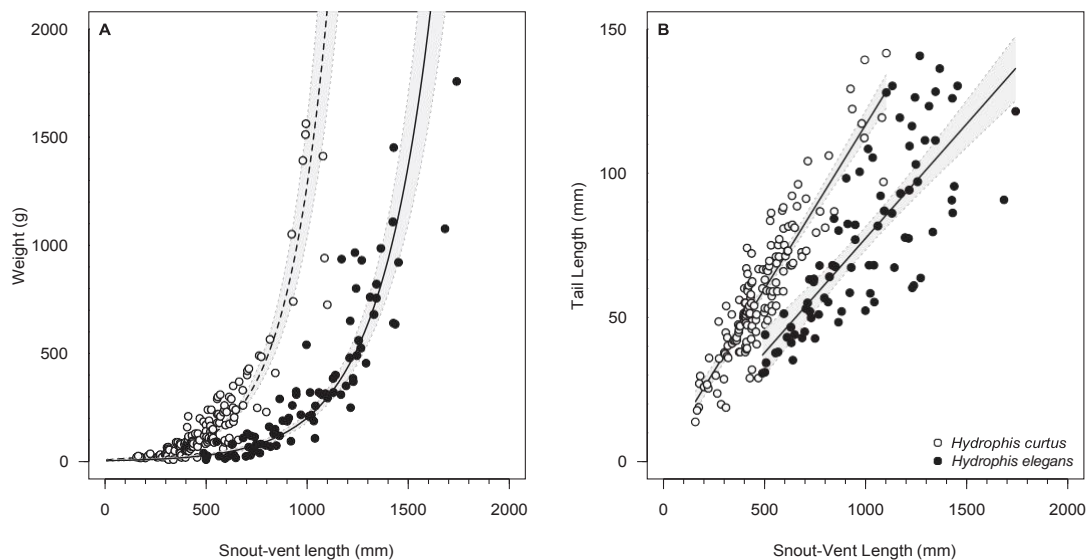 A
2000
1500
1000
500
0
Weight (g)
0
500
1000
1500
2000
Snout-vent length (mm)
B
150
100
50
0
Tail Length (mm)
Hydrophis curtus
Hydrophis elegans
0
500
1000
1500
2000
Snout-Vent Length (mm)